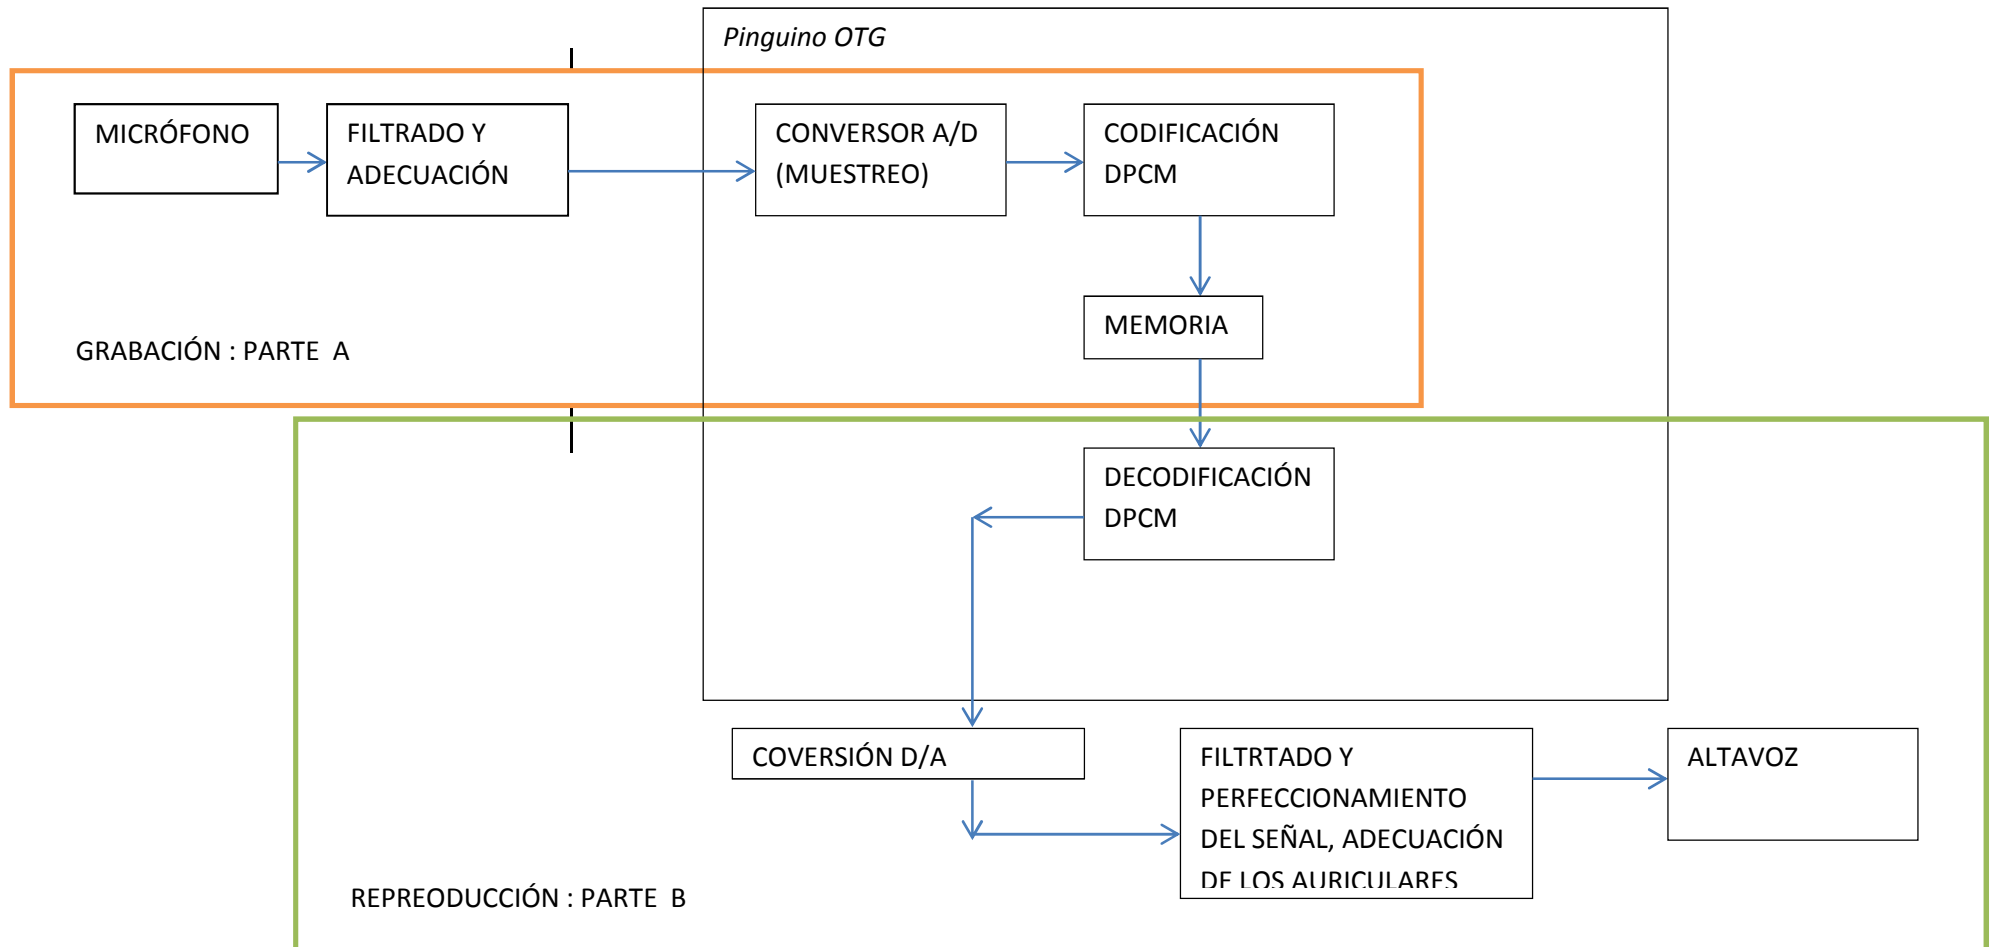 Pinguino OTG
MICRÓFONO
FILTRADO Y
ADECUACIÓN
CONVERSOR A/D
(MUESTREO)
CODIFICACIÓN
DPCM
MEMORIA
GRABACIÓN : PARTE A
DECODIFICACIÓN
DPCM
COVERSIÓN D/A
FILTRTADO Y
PERFECCIONAMIENTO
DEL SEÑAL, ADECUACIÓN
DE LOS AURICULARES
ALTAVOZ
REPREODUCCIÓN : PARTE B